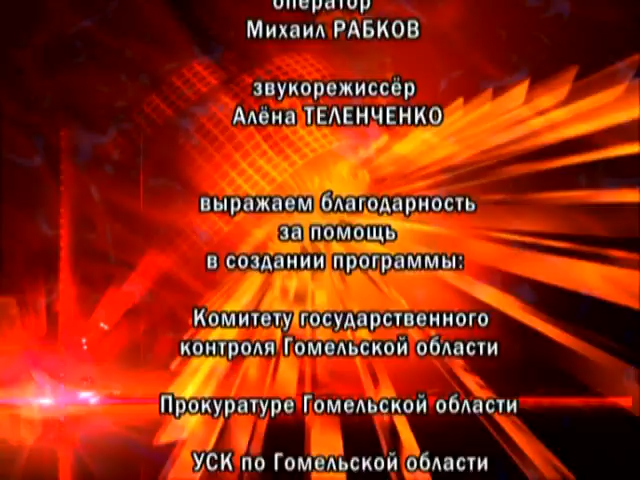 оператор
Михаил РАБКОВ
звукорежиссёр
Алёна ТЕЛЕНЧЕНКО
выражаем благодарность
за помощь
в создании программы:
Комитету государственного
контроля Гомельской области
Прокуратуре Гомельской области
УСК по Гомельской области